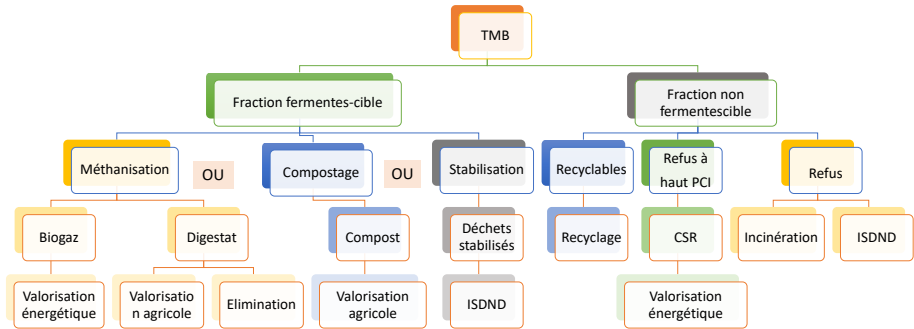 TMB
Fraction fermentes-cible
Fraction non
fermentescible
Méthanisation
OU
Compostage
OU
Stabilisation
Recyclables
Refus à
haut PCI
Refus
Biogaz
Digestat
Compost
Déchets
stabilisés
Recyclage
CSR
Incinération
ISDND
Valorisation
énergétique
Valorisatio
n agricole
Elimination
Valorisation
agricole
ISDND
Valorisation
énergétique